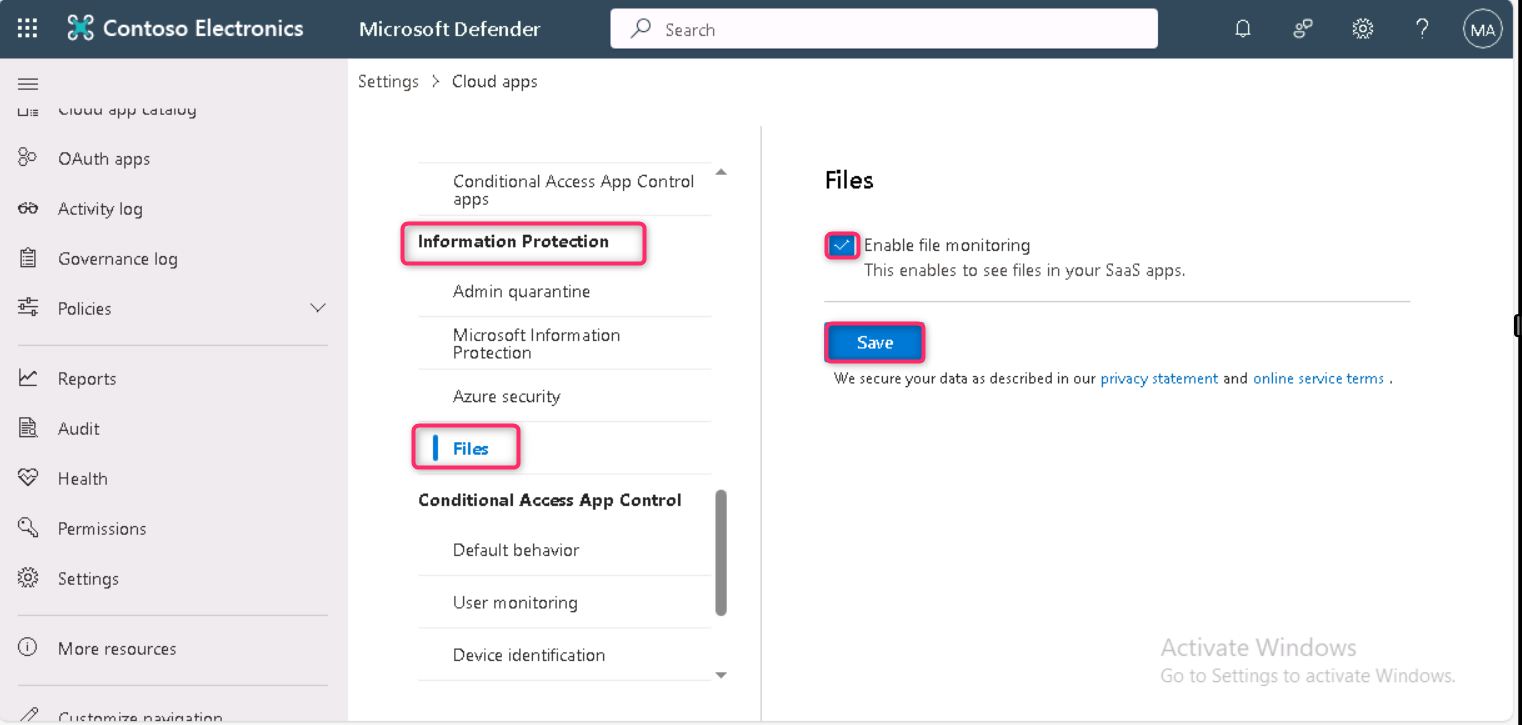 Contoso Electronics
Microsoft Defender
Search
MA
Settings > Cloud apps
Cloud app catalog
OAuth apps
Activity log
Governance log
Policies
Reports
Audit
Health
Permissions
Settings
More resources
Customize navigation
Conditional Access App Control
apps
Information Protection
Admin quarantine
Microsoft Information
Protection
Azure security
Files
Conditional Access App Control
Default behavior
User monitoring
Device identification
Files
Enable file monitoring
This enables to see files in your SaaS apps.
Save
We secure your data as described in our privacy statement and online service terms .
Activate Windows
Go to Settings to activate Windows.